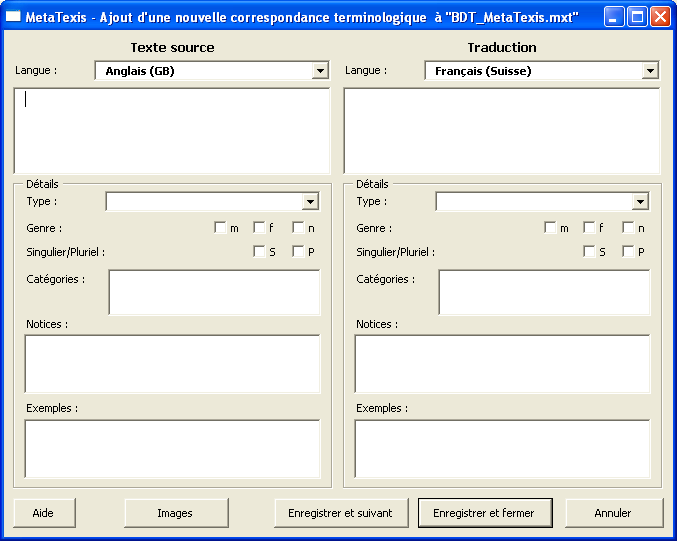 MetaTexis - Ajout d'une nouvelle correspondance terminologique à "BDT_MetaTexis.mxt"
Texte source
Traduction
Langue : Anglais (GB)
Langue : Français (Suisse)
Détails
Détails
Type :
Type :
Genre : m f n
Genre : m f n
Singulier/Pluriel : S P
Singulier/Pluriel : S P
Catégories :
Catégories :
Notices :
Notices :
Exemples :
Exemples :
Aide Images Enregistrer et suivant Enregistrer et fermer Annuler